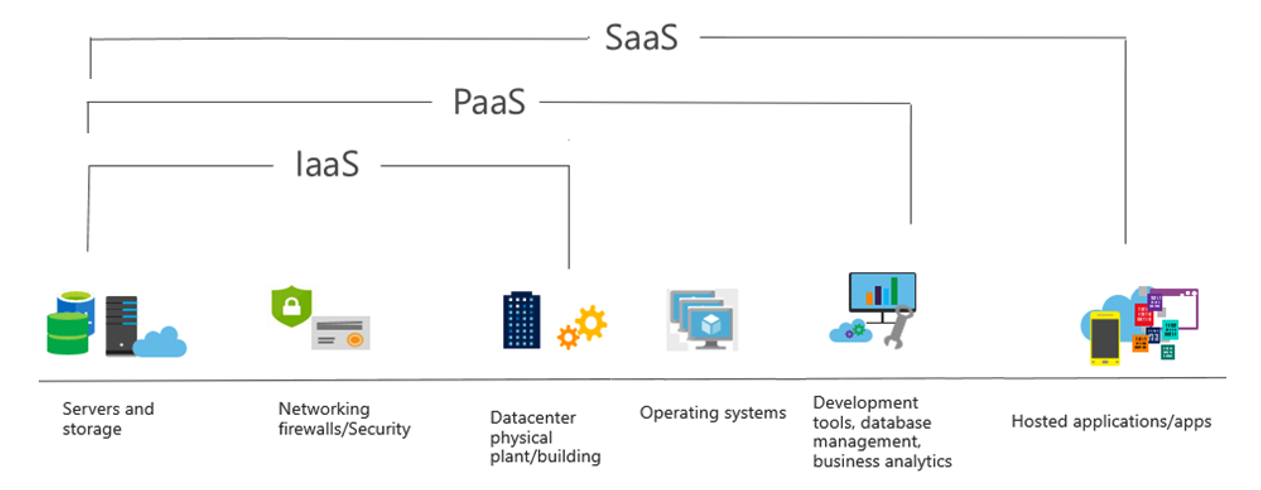 SaaS
PaaS
IaaS
Servers and
storage
Networking
firewalls/Security
Datacenter
physical
plant/building
Operating systems
Development
tools, database
management,
business analytics
Hosted applications/apps